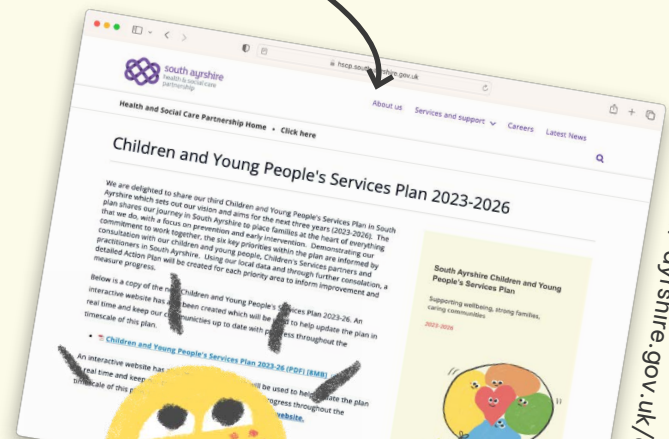 hscp.south-ayrshire.gov.uk
south ayrshire
health & social care
partnership
About us Services and support Careers Latest News
Health and Social Care Partnership Home • Click here
Children and Young People's Services Plan 2023-2026
We are delighted to share our third Children and Young People's Services Plan in South
Ayrshire which sets out our vision and aims for the next three years (2023-2026). The
plan shares our journey in South Ayrshire to place families at the heart of everything
that we do, with a focus on prevention and early intervention. Demonstrating our
commitment to work together, the six key priorities within the plan are informed by
consultation with our children and young people, Children's Services partners and
practitioners in South Ayrshire. Using our local data and through further consolation, a
detailed Action Plan will be created for each priority area to inform improvement and
measure progress.
Below is a copy of the new Children and Young People's Services Plan 2023-26. An
interactive website has been created which will be used to help update the plan in
real time and keep our communities up to date with progress throughout the
timescale of this plan.
• Children and Young People's Services Plan 2023-26 (PDF) (8MB)
An interactive website has will be used to help update the plan
real time and keep progress throughout the
timescale of this website.
South Ayrshire Children and Young
People's Services Plan
Supporting wellbeing, strong families,
caring communities
2023-2026
ayrshire.gov.uk/